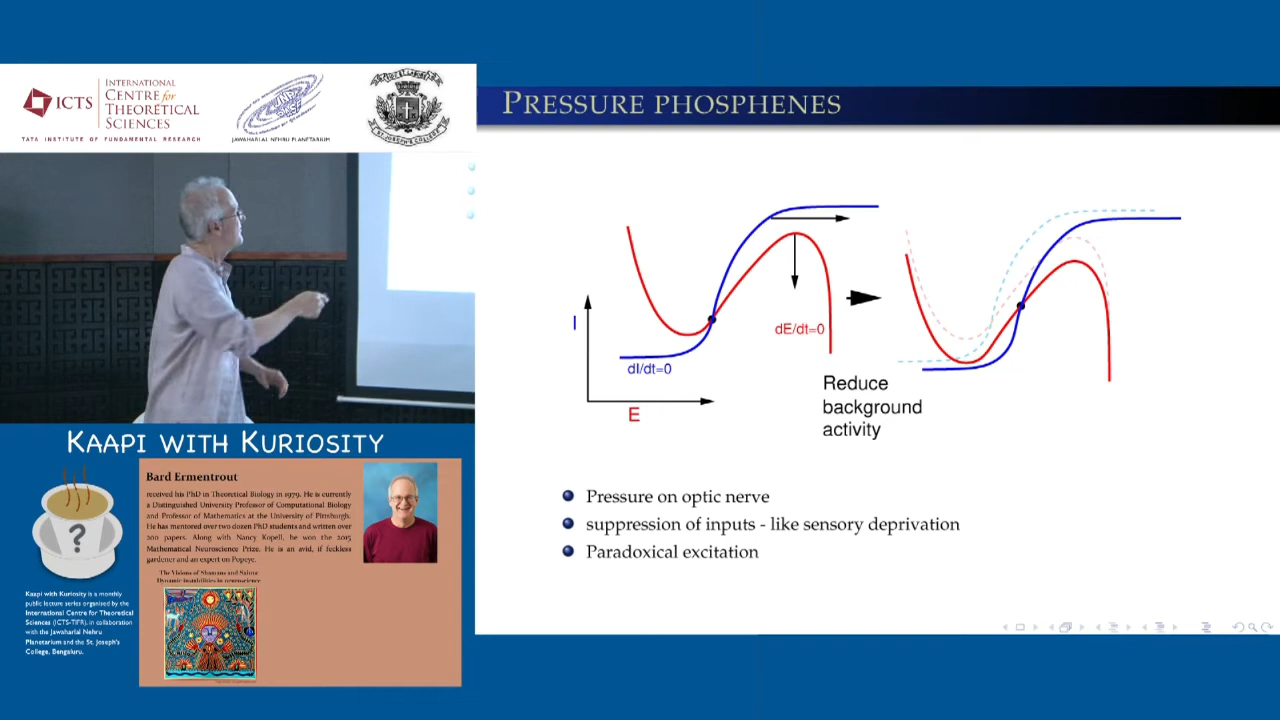 ICTS
INTERNATIONAL
CENTRE for
THEORETICAL
SCIENCES
TATA INSTITUTE OF FUNDAMENTAL RESEARCH
JAWAHARLAL NEHRU PLANETARIUM
PRESSURE PHOSPHENES
I
E
dI/dt=0
dE/dt=0
Reduce
background
activity
Pressure on optic nerve
suppression of inputs - like sensory deprivation
Paradoxical excitation
KAAPI WITH KURIOSITY
?
Kaapi with Kuriosity is a monthly
public lecture series organised by the
International Centre for Theoretical
Sciences (ICTS-TIFR), in collaboration
with the Jawaharlal Nehru
Planetarium and the St. Joseph's
College, Bengaluru.
Bard Ermentrout
received his PhD in Theoretical Biology in 1979. He is currently
a Distinguished University Professor of Computational Biology
and Professor of Mathematics at the University of Pittsburgh.
He has mentored over two dozen PhD students and written over
200 papers. Along with Nancy Kopell, he won the 2015
Mathematical Neuroscience Prize. He is an avid, if feckless
gardener and an expert on Popeye.
The Visions of Shamans and Saints
Dynamic instabilities in neuroscience